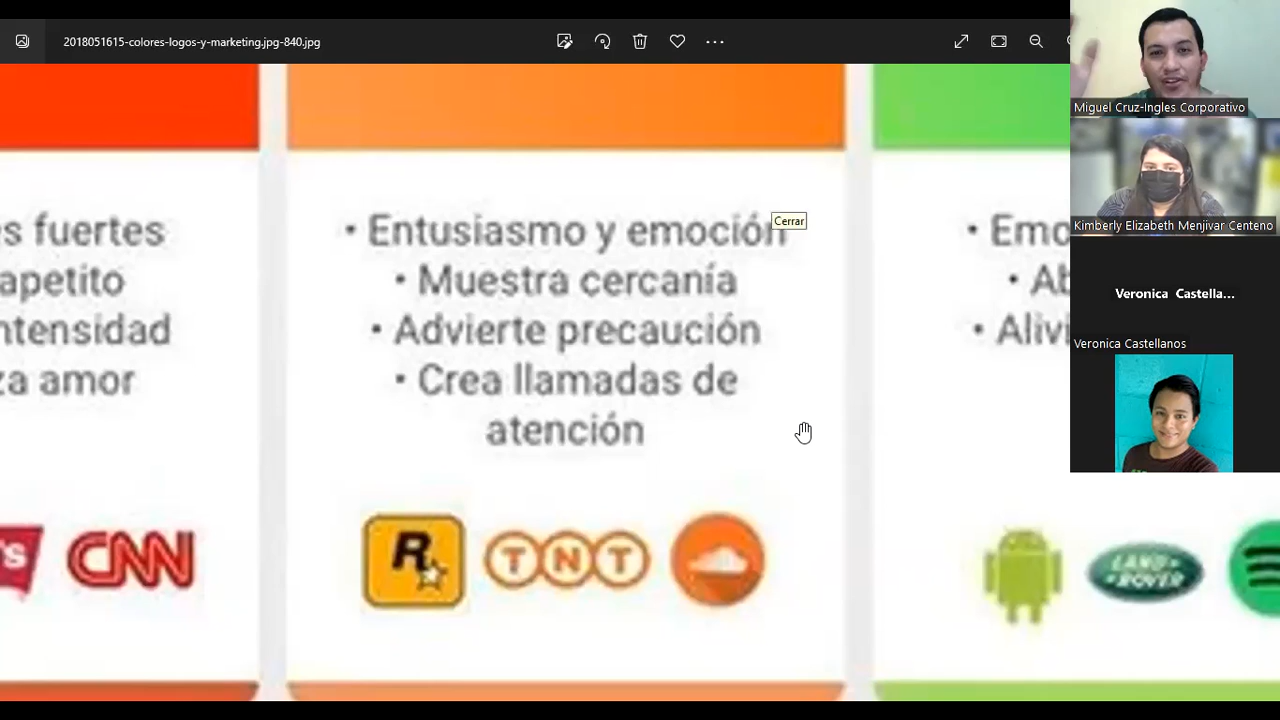 2018051615-colores-logos-y-marketing.jpg-840.jpg
s fuertes
apetito
ntensidad
za amor
'S
CNN
• Entusiasmo y emoción
Cerrar
• Muestra cercanía
• Advierte precaución
• Crea llamadas de
atención
R
TNT
• Emo
• Ab
• Alivi
LAND-
-ROVER
Miguel Cruz-Ingles Corporativo
Kimberly Elizabeth Menjivar Centeno
Veronica Castella...
Veronica Castellanos